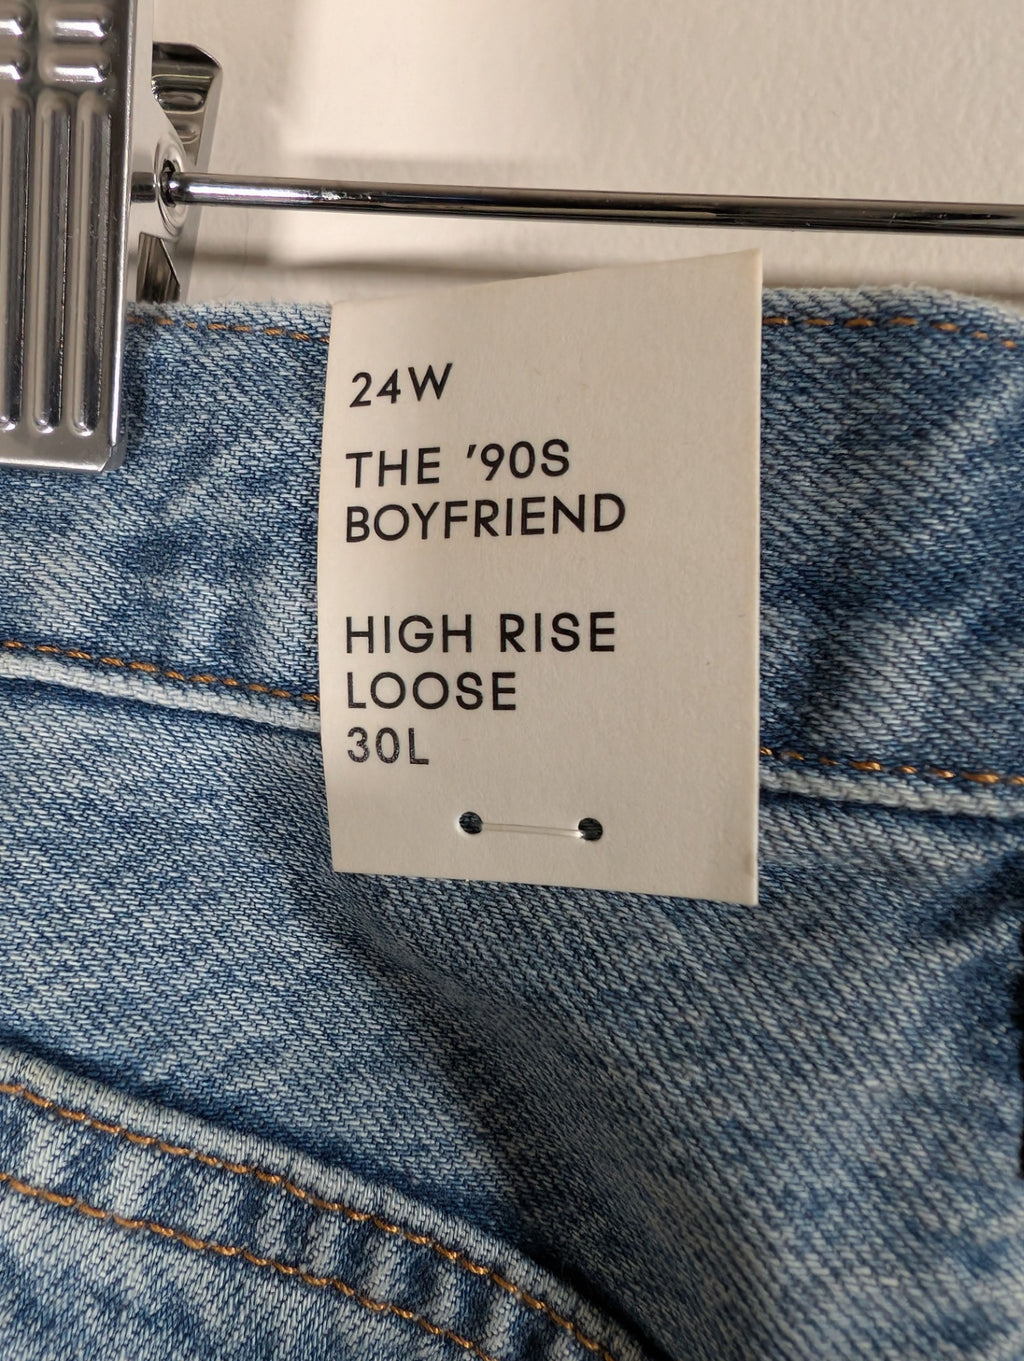 24W
THE '90S
BOYFRIEND
HIGH RISE
LOOSE
30L